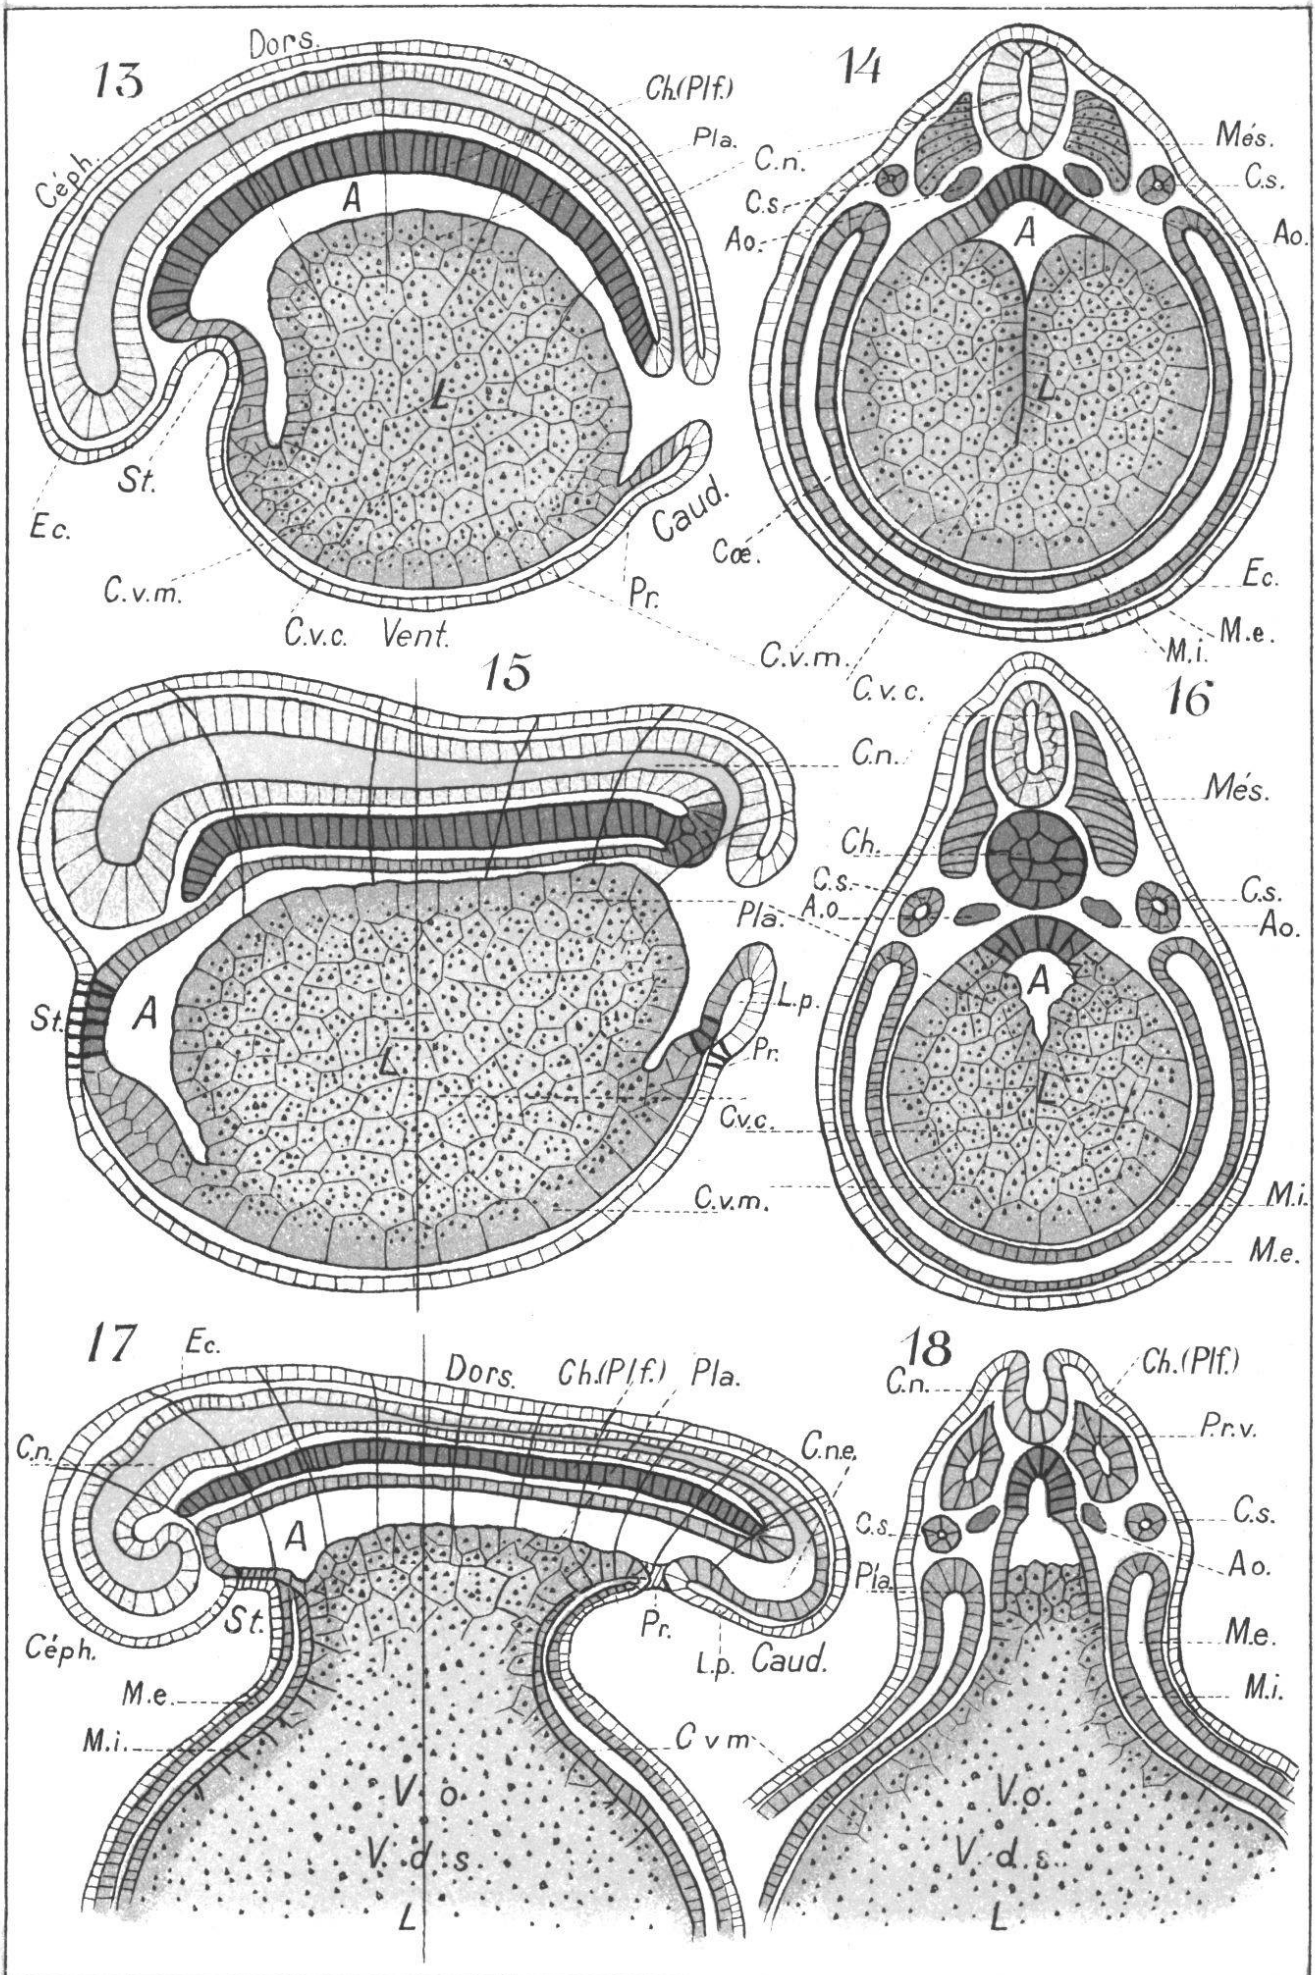 13
Dors.
Céph.
Ch.(Plf.)
Pla.
C.n.
A
L
St.
Ec.
C.v.m.
C.v.c.
Vent.
Caud.
Pr.
14
Més.
C.s.
C.s.
Ao.
Ao.
A
L
Cœ.
Ec.
M.e.
M.i.
C.v.m.
C.v.c.
15
C.n.
Pla.
St.
A
L
L.p.
Pr.
C.v.c.
C.v.m.
16
Més.
Ch.
C.s.
C.s.
A.o.
Ao.
A
L
M.i.
M.e.
17
Ec.
Dors.
Ch.(Plf.)
Pla.
C.n.
C.n.e.
A
St.
Céph.
Pr.
L.p.
Caud.
M.e.
M.i.
C v m
V.o.
V.d.s.
L
18
C.n.
Ch.(Plf.)
P.r.v.
C.s.
C.s.
Ao.
Pla.
M.e.
M.i.
V.o.
V.d.s.
L